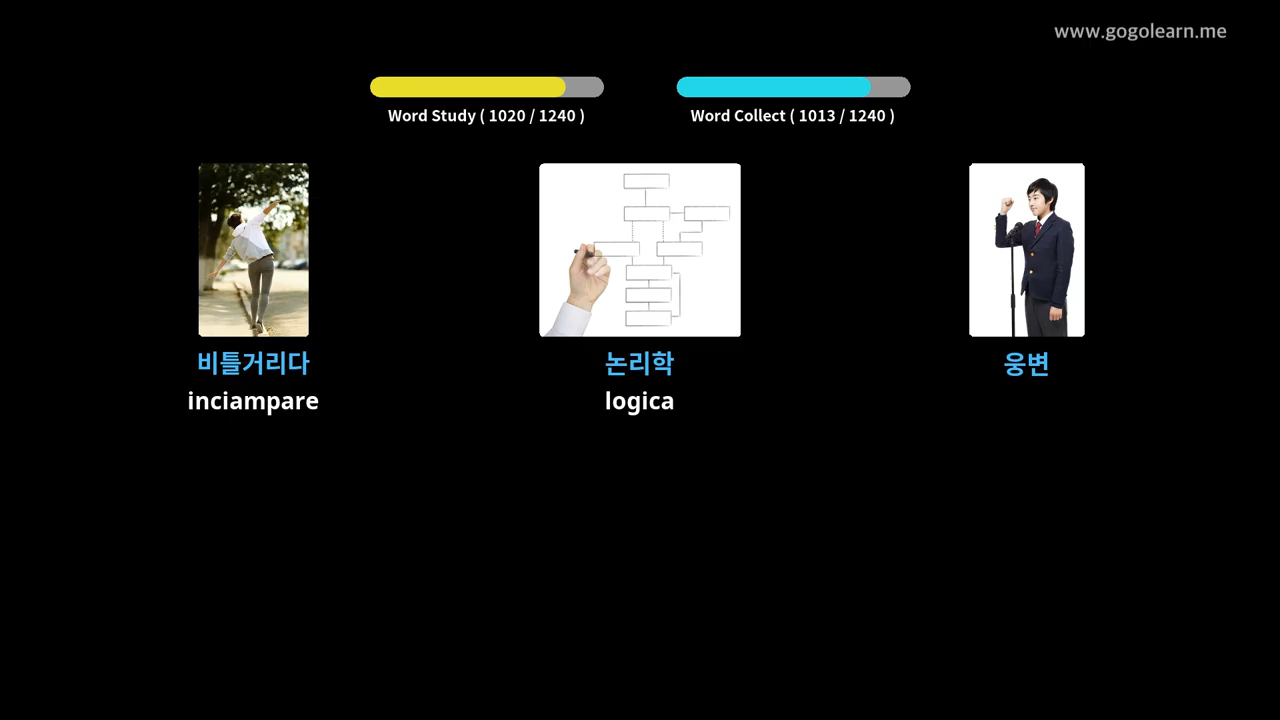 www.gogolearn.me
Word Study ( 1020 / 1240 )
Word Collect ( 1013 / 1240 )
비틀거리다
논리학
웅변
inciampare
logica